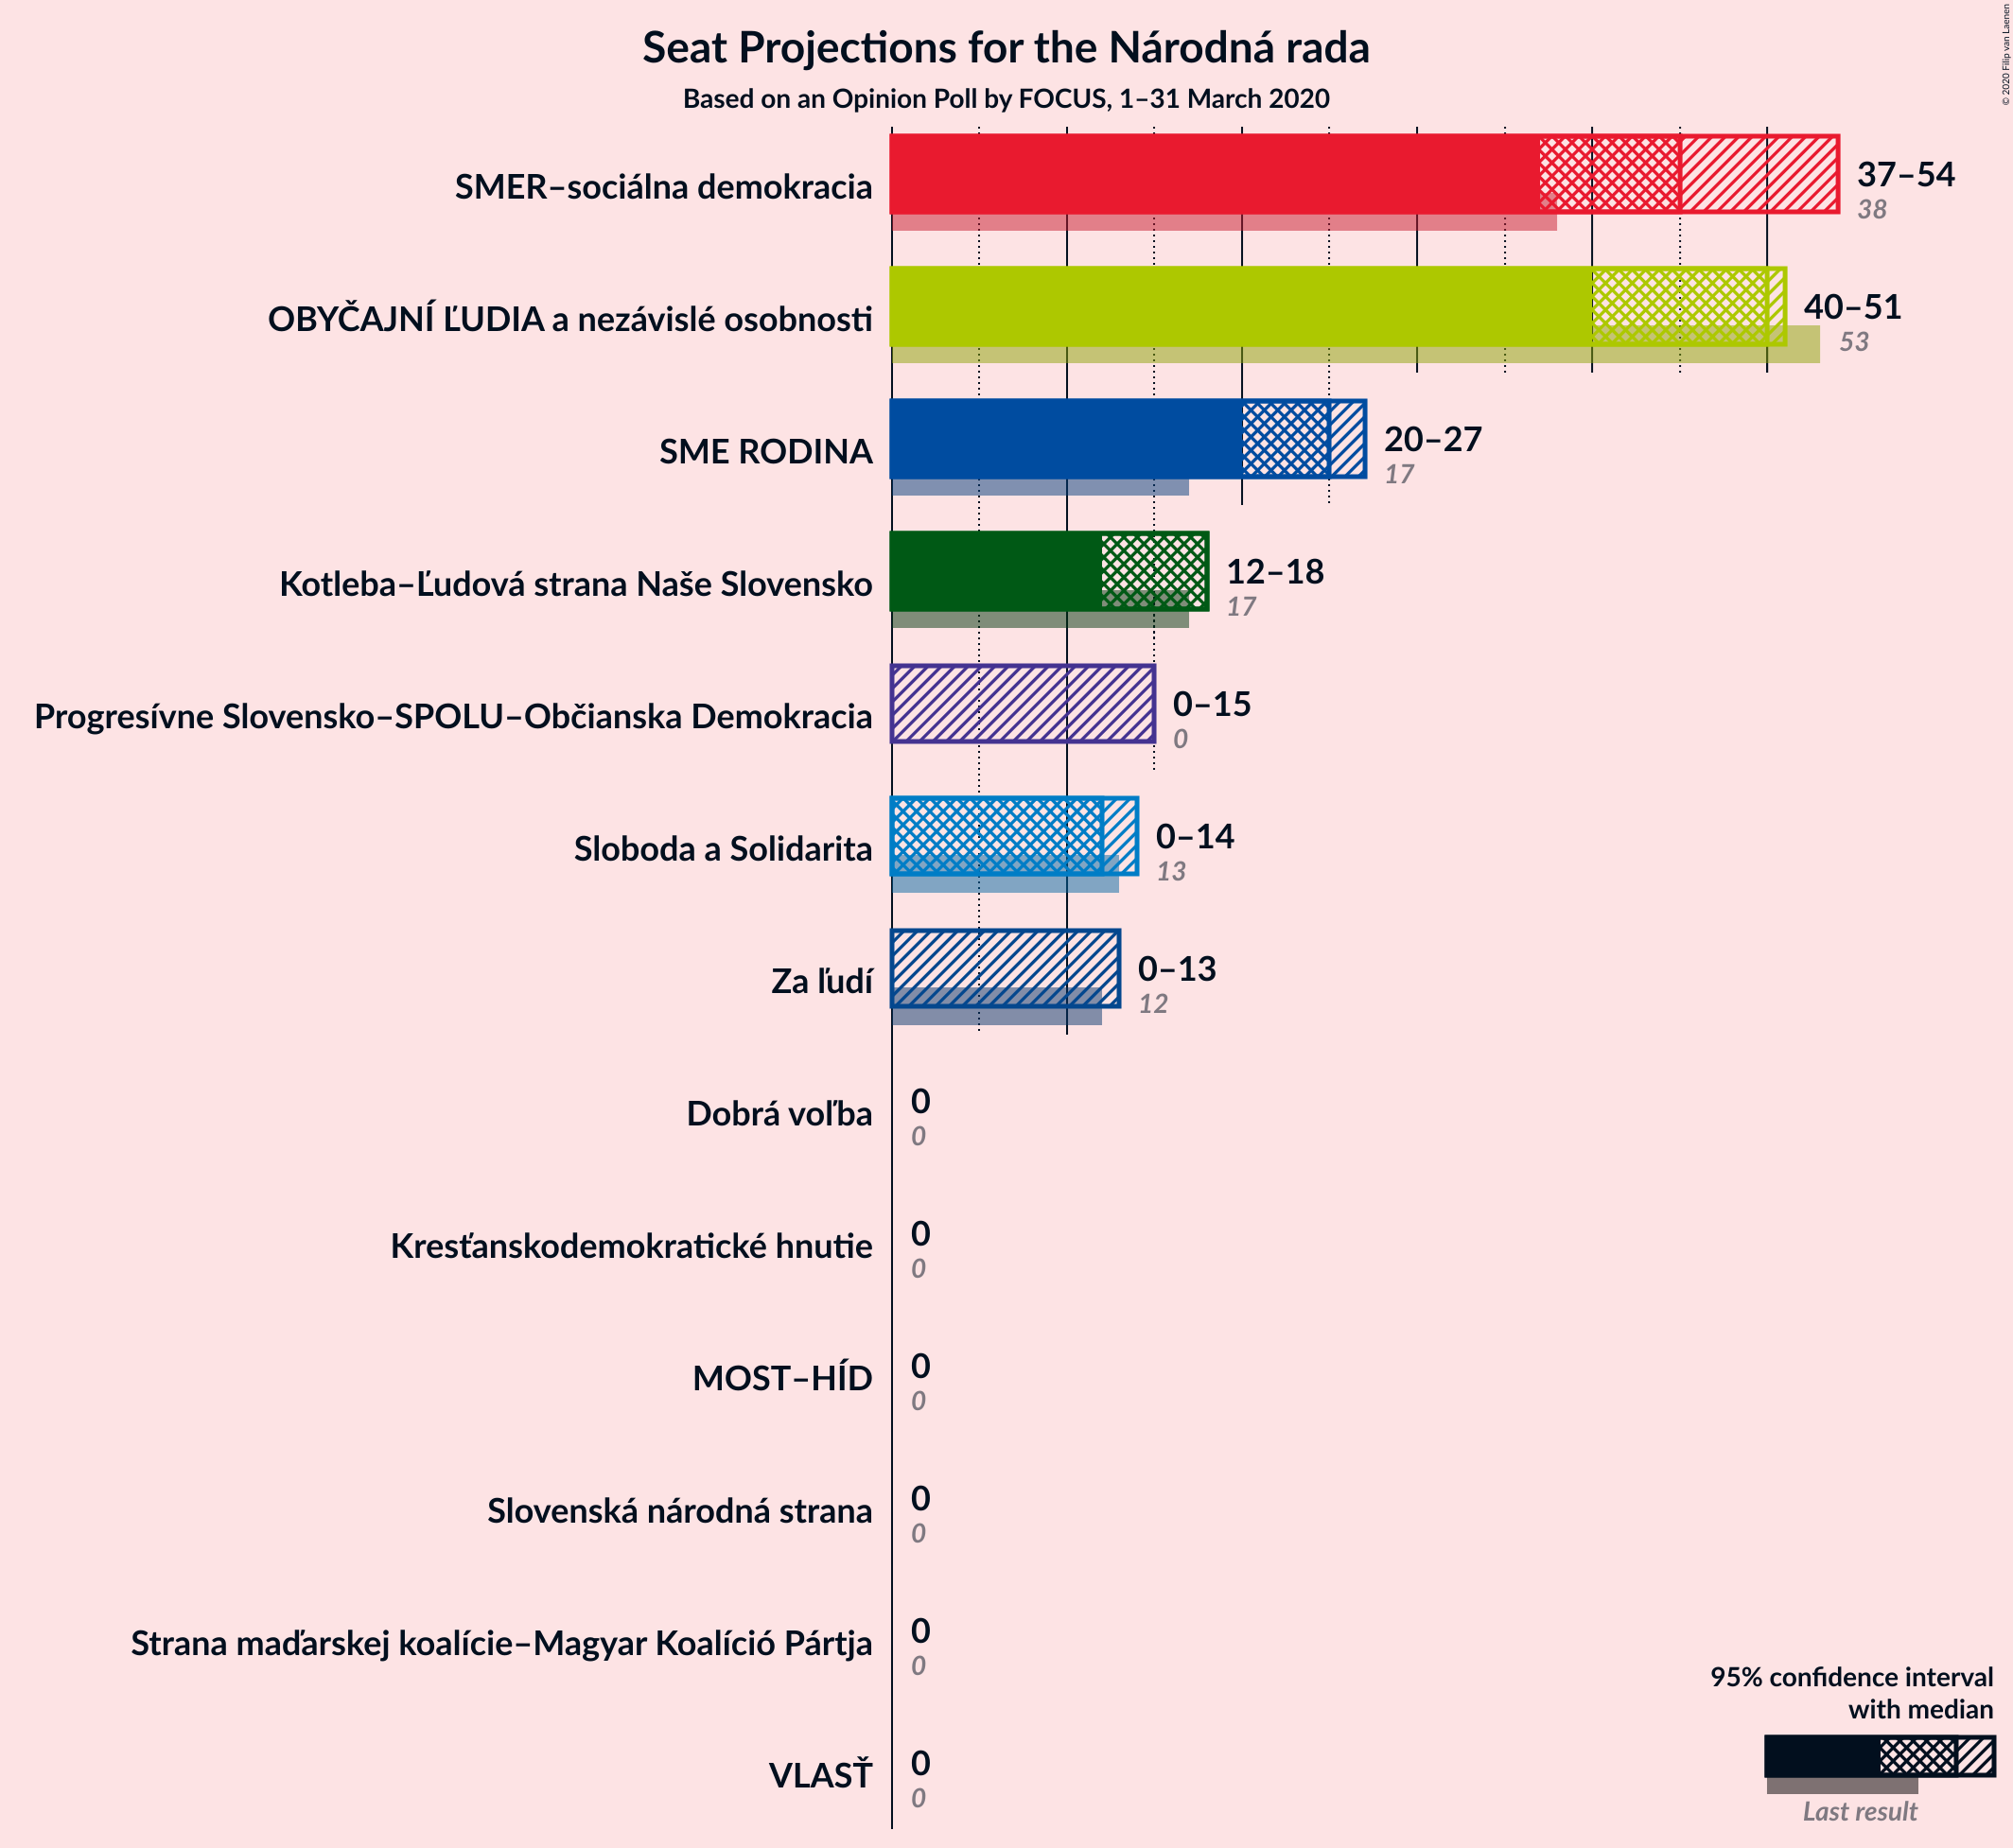 Seat Projections for the Národná rada
Based on an Opinion Poll by FOCUS, 1–31 March 2020
© 2020 Filip van Laenen
SMER–sociálna demokracia
37–54
38
OBYČAJNÍ ĽUDIA a nezávislé osobnosti
40–51
53
SME RODINA
20–27
17
Kotleba–Ľudová strana Naše Slovensko
12–18
17
Progresívne Slovensko–SPOLU–Občianska Demokracia
0–15
0
Sloboda a Solidarita
0–14
13
Za ľudí
0–13
12
Dobrá voľba
0
0
Kresťanskodemokratické hnutie
0
0
MOST–HÍD
0
0
Slovenská národná strana
0
0
Strana maďarskej koalície–Magyar Koalíció Pártja
0
0
VLASŤ
0
0
95% confidence interval
with median
Last result